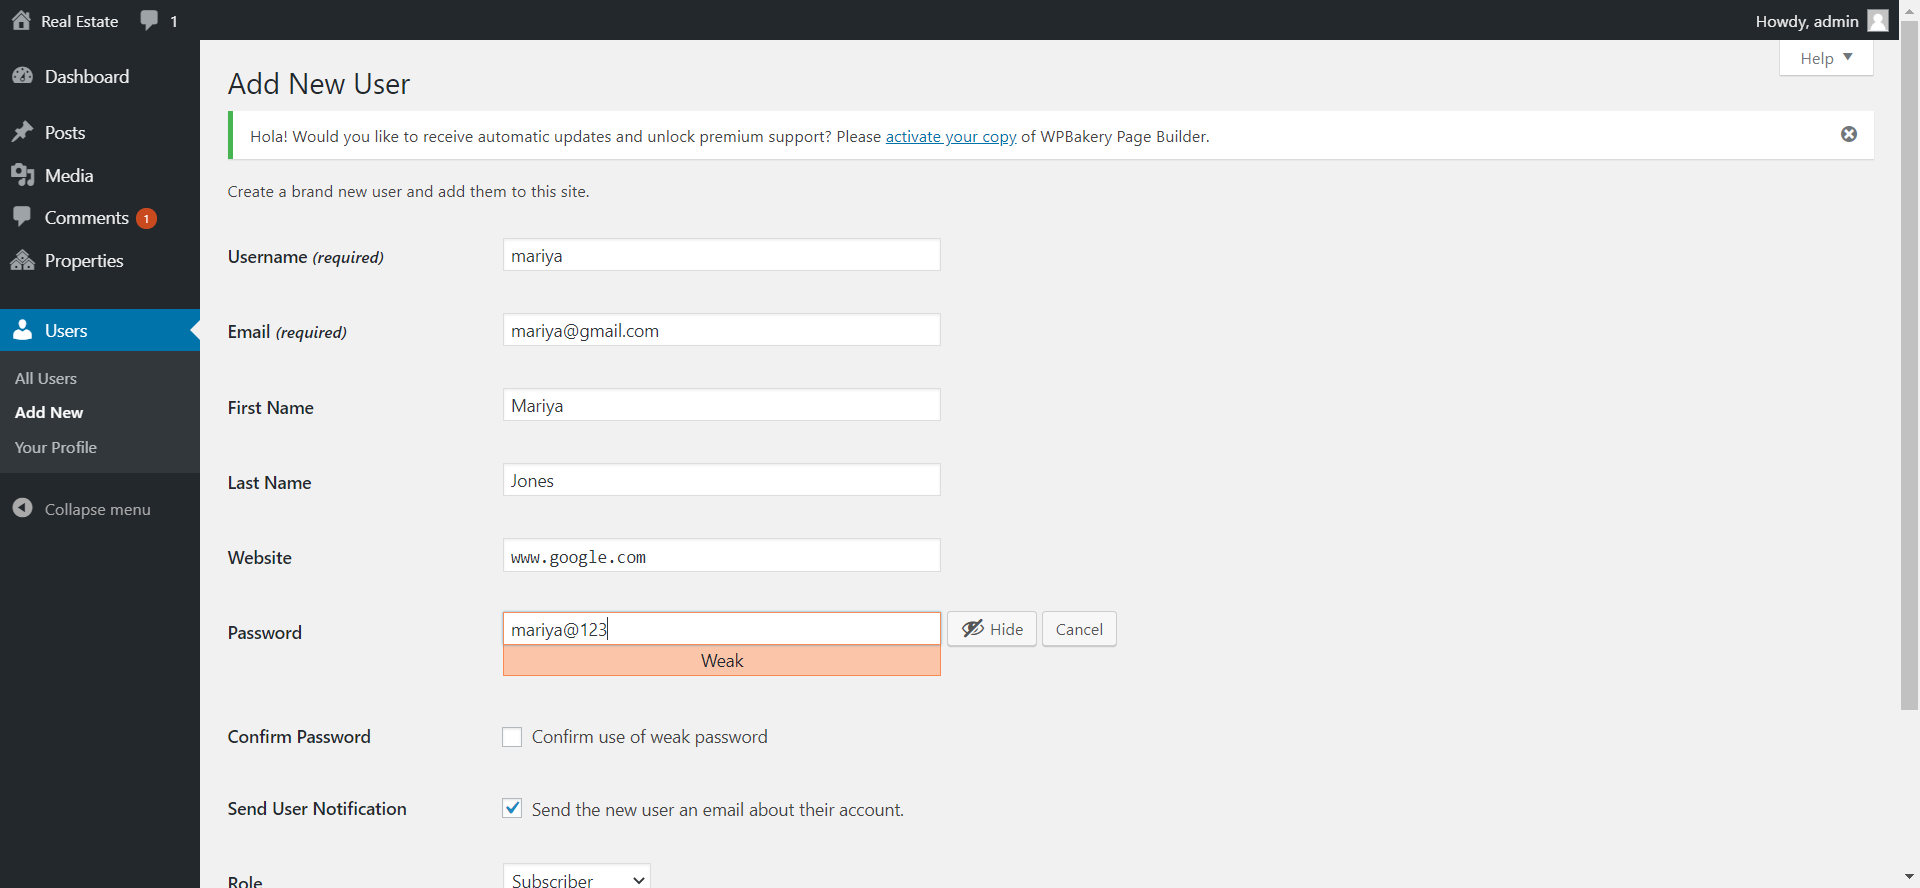 Real Estate 1 Howdy, admin
Help
Dashboard
Posts
Media
Comments 1
Properties
Users
All Users
Add New
Your Profile
Collapse menu
Add New User
Hola! Would you like to receive automatic updates and unlock premium support? Please activate your copy of WPBakery Page Builder.
Create a brand new user and add them to this site.
Username (required) mariya
Email (required) mariya@gmail.com
First Name Mariya
Last Name Jones
Website www.google.com
Password mariya@123 Hide Cancel
Weak
Confirm Password Confirm use of weak password
Send User Notification Send the new user an email about their account.
Role Subscriber